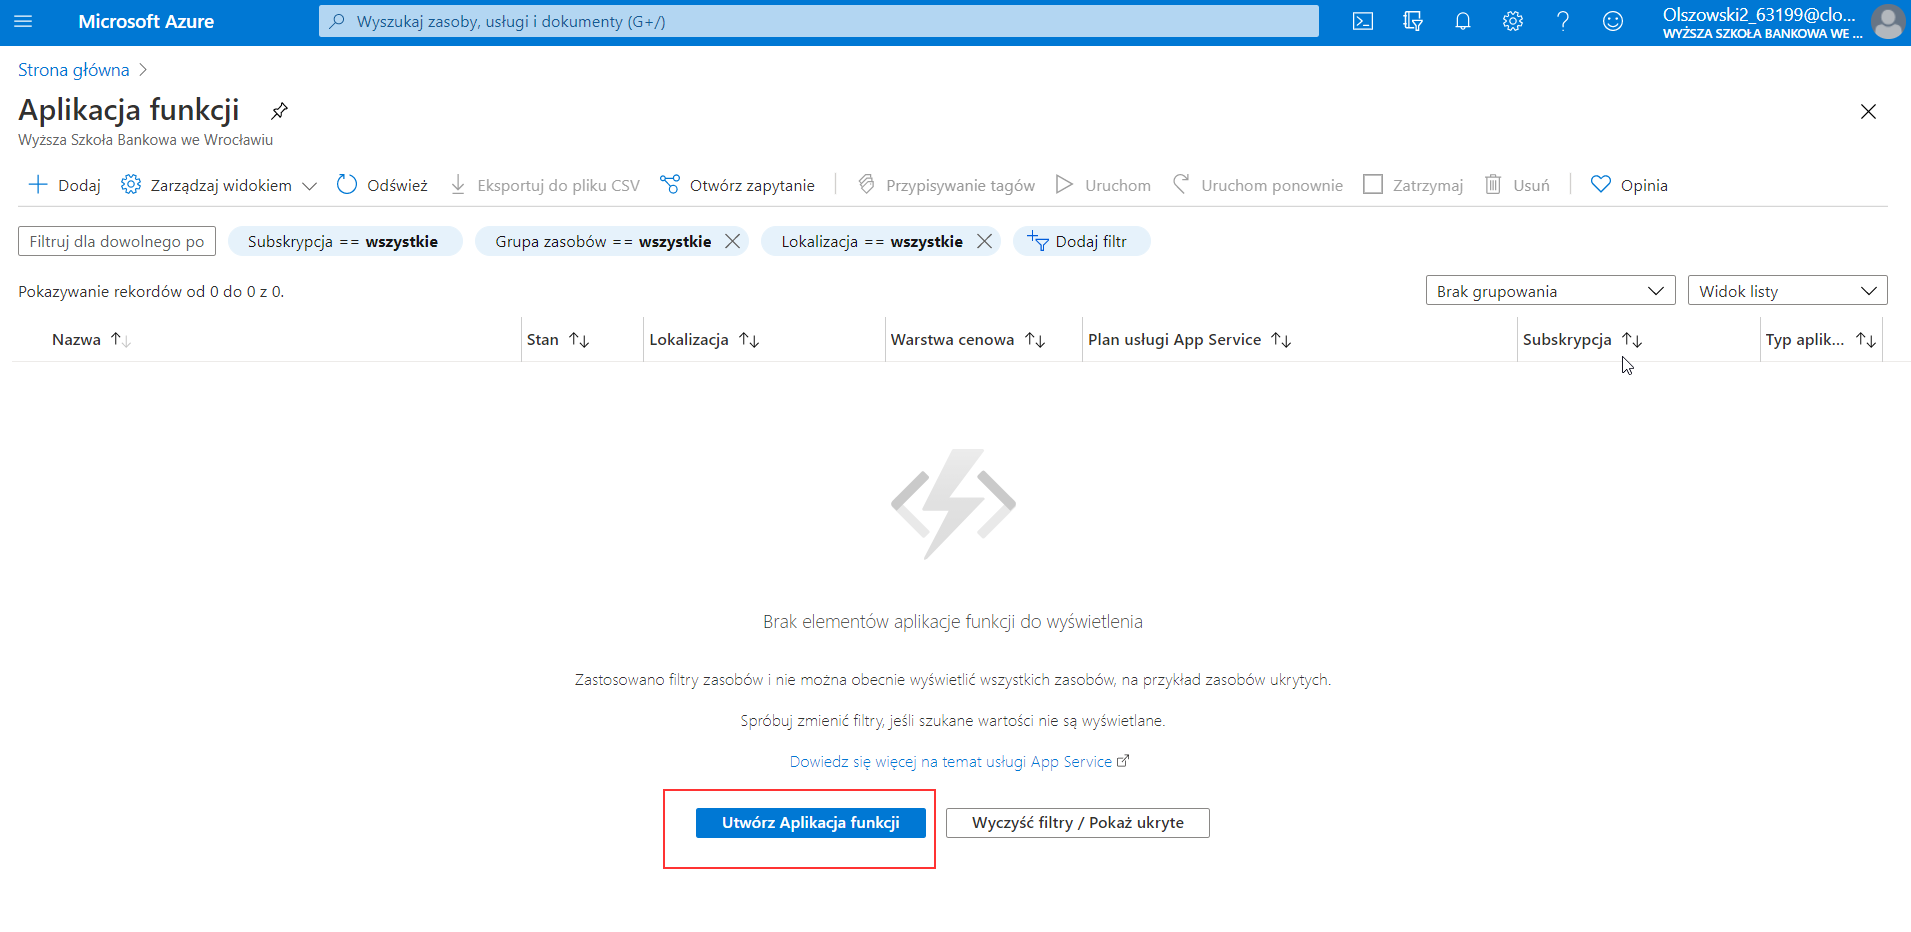 Microsoft Azure
Wyszukaj zasoby, usługi i dokumenty (G+/)
Olszowski2_63199@clo...
WYŻSZA SZKOŁA BANKOWA WE ...
Strona główna
Aplikacja funkcji
Wyższa Szkoła Bankowa we Wrocławiu
Dodaj Zarządzaj widokiem Odśwież Eksportuj do pliku CSV Otwórz zapytanie Przypisywanie tagów Uruchom Uruchom ponownie Zatrzymaj Usuń Opinia
Filtruj dla dowolnego po Subskrypcja == wszystkie Grupa zasobów == wszystkie Lokalizacja == wszystkie Dodaj filtr
Pokazywanie rekordów od 0 do 0 z 0. Brak grupowania Widok listy
Nazwa Stan Lokalizacja Warstwa cenowa Plan usługi App Service Subskrypcja Typ aplik...
Brak elementów aplikacje funkcji do wyświetlenia
Zastosowano filtry zasobów i nie można obecnie wyświetlić wszystkich zasobów, na przykład zasobów ukrytych.
Spróbuj zmienić filtry, jeśli szukane wartości nie są wyświetlane.
Dowiedz się więcej na temat usługi App Service
Utwórz Aplikacja funkcji Wyczyść filtry / Pokaż ukryte